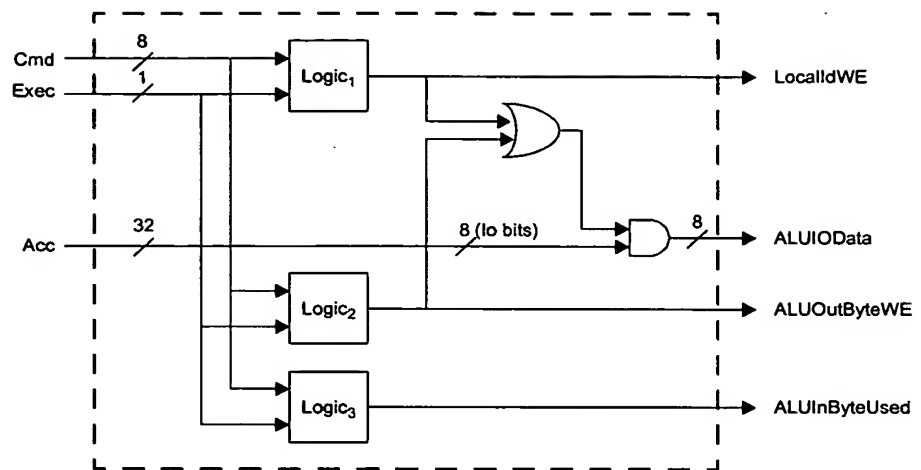 8
Cmd
1
Exec
Logic₁
LocalIdWE
32
8 (lo bits)
8
Acc
ALUIOData
Logic₂
ALUOutByteWE
Logic₃
ALUInByteUsed